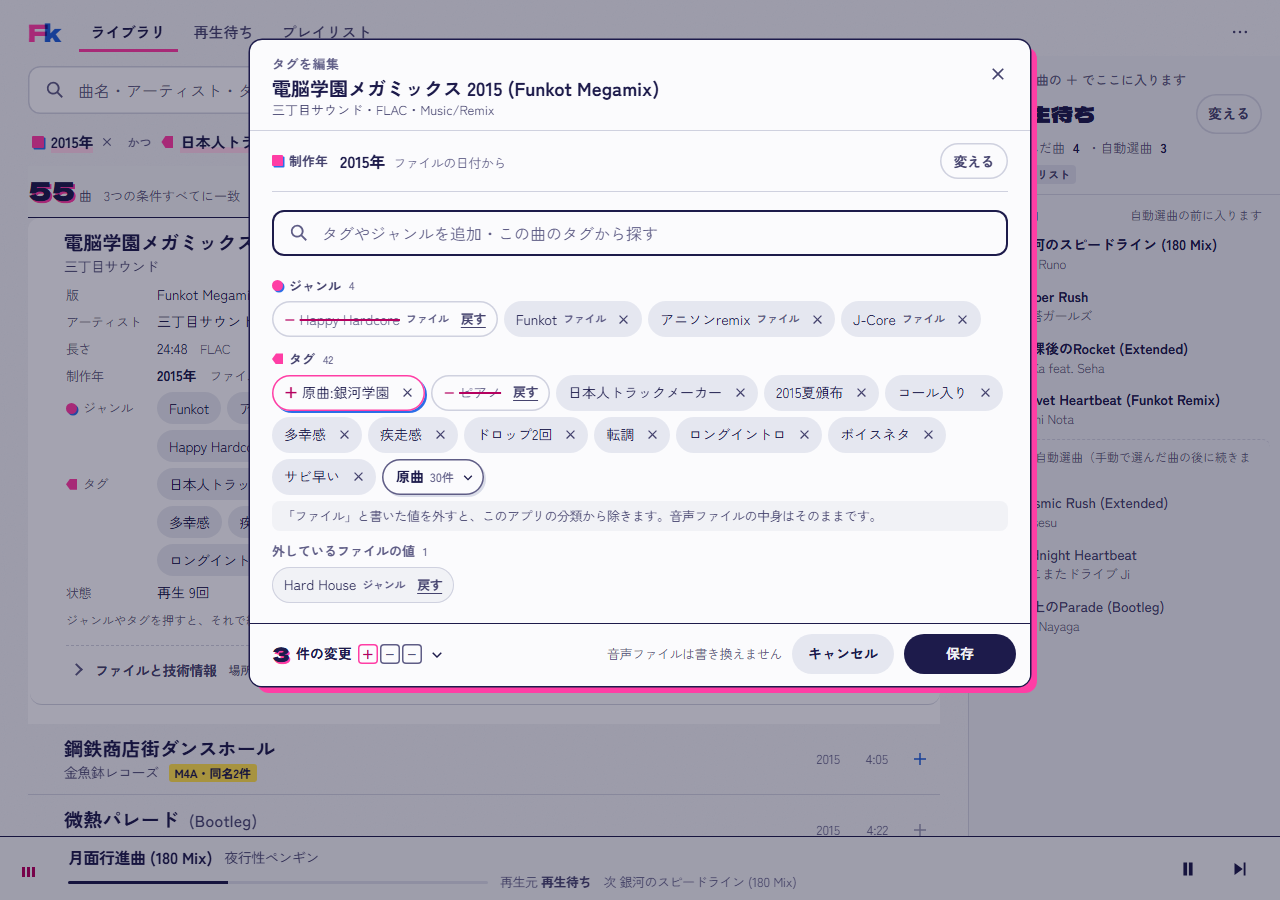 Fk ライブラリ 再生待ち プレイリスト
曲名・アーティスト・タ
2015年 × かつ 日本人トラ
55 曲 3つの条件すべてに一致
電脳学園メガミックス
三丁目サウンド
版 Funkot Megami
アーティスト 三丁目サウン
長さ 24:48 FLAC
制作年 2015年 ファイ
ジャンル Funkot
Happy Hardco
タグ 日本人トラッ
多幸感
ロングイント
状態 再生 9回
ジャンルやタグを押すと、それで
ファイルと技術情報 場所
タグを編集
電脳学園メガミックス 2015 (Funkot Megamix)
三丁目サウンド・FLAC・Music/Remix
制作年 2015年 ファイルの日付から 変える
タグやジャンルを追加・この曲のタグから探す
ジャンル 4
− Happy Hardcore ファイル 戻す Funkot ファイル × アニソンremix ファイル × J-Core ファイル ×
タグ 42
+ 原曲:銀河学園 × − ピアノ 戻す 日本人トラックメーカー × 2015夏頒布 × コール入り ×
多幸感 × 疾走感 × ドロップ2回 × 転調 × ロングイントロ × ボイスネタ ×
サビ早い × 原曲 30件
「ファイル」と書いた値を外すと、このアプリの分類から除きます。音声ファイルの中身はそのままです。
外しているファイルの値 1
Hard House ジャンル 戻す
3 件の変更 + − − 音声ファイルは書き換えません キャンセル 保存
曲の + でここに入ります
生待ち 変える
だ曲 4 ・自動選曲 3
リスト
自動選曲の前に入ります
河のスピードライン (180 Mix)
Runo
per Rush
塔ガールズ
課後のRocket (Extended)
a feat. Seha
vet Heartbeat (Funkot Remix)
ni Nota
自動選曲（手動で選んだ曲の後に続きま
smic Rush (Extended)
sesu
night Heartbeat
こまたドライブ Ji
上のParade (Bootleg)
Nayaga
鋼鉄商店街ダンスホール
金魚鉢レコーズ M4A・同名2件
2015 4:05 +
微熱パレード (Bootleg)
2015 4:22 +
月面行進曲 (180 Mix) 夜行性ペンギン
再生元 再生待ち 次 銀河のスピードライン (180 Mix)